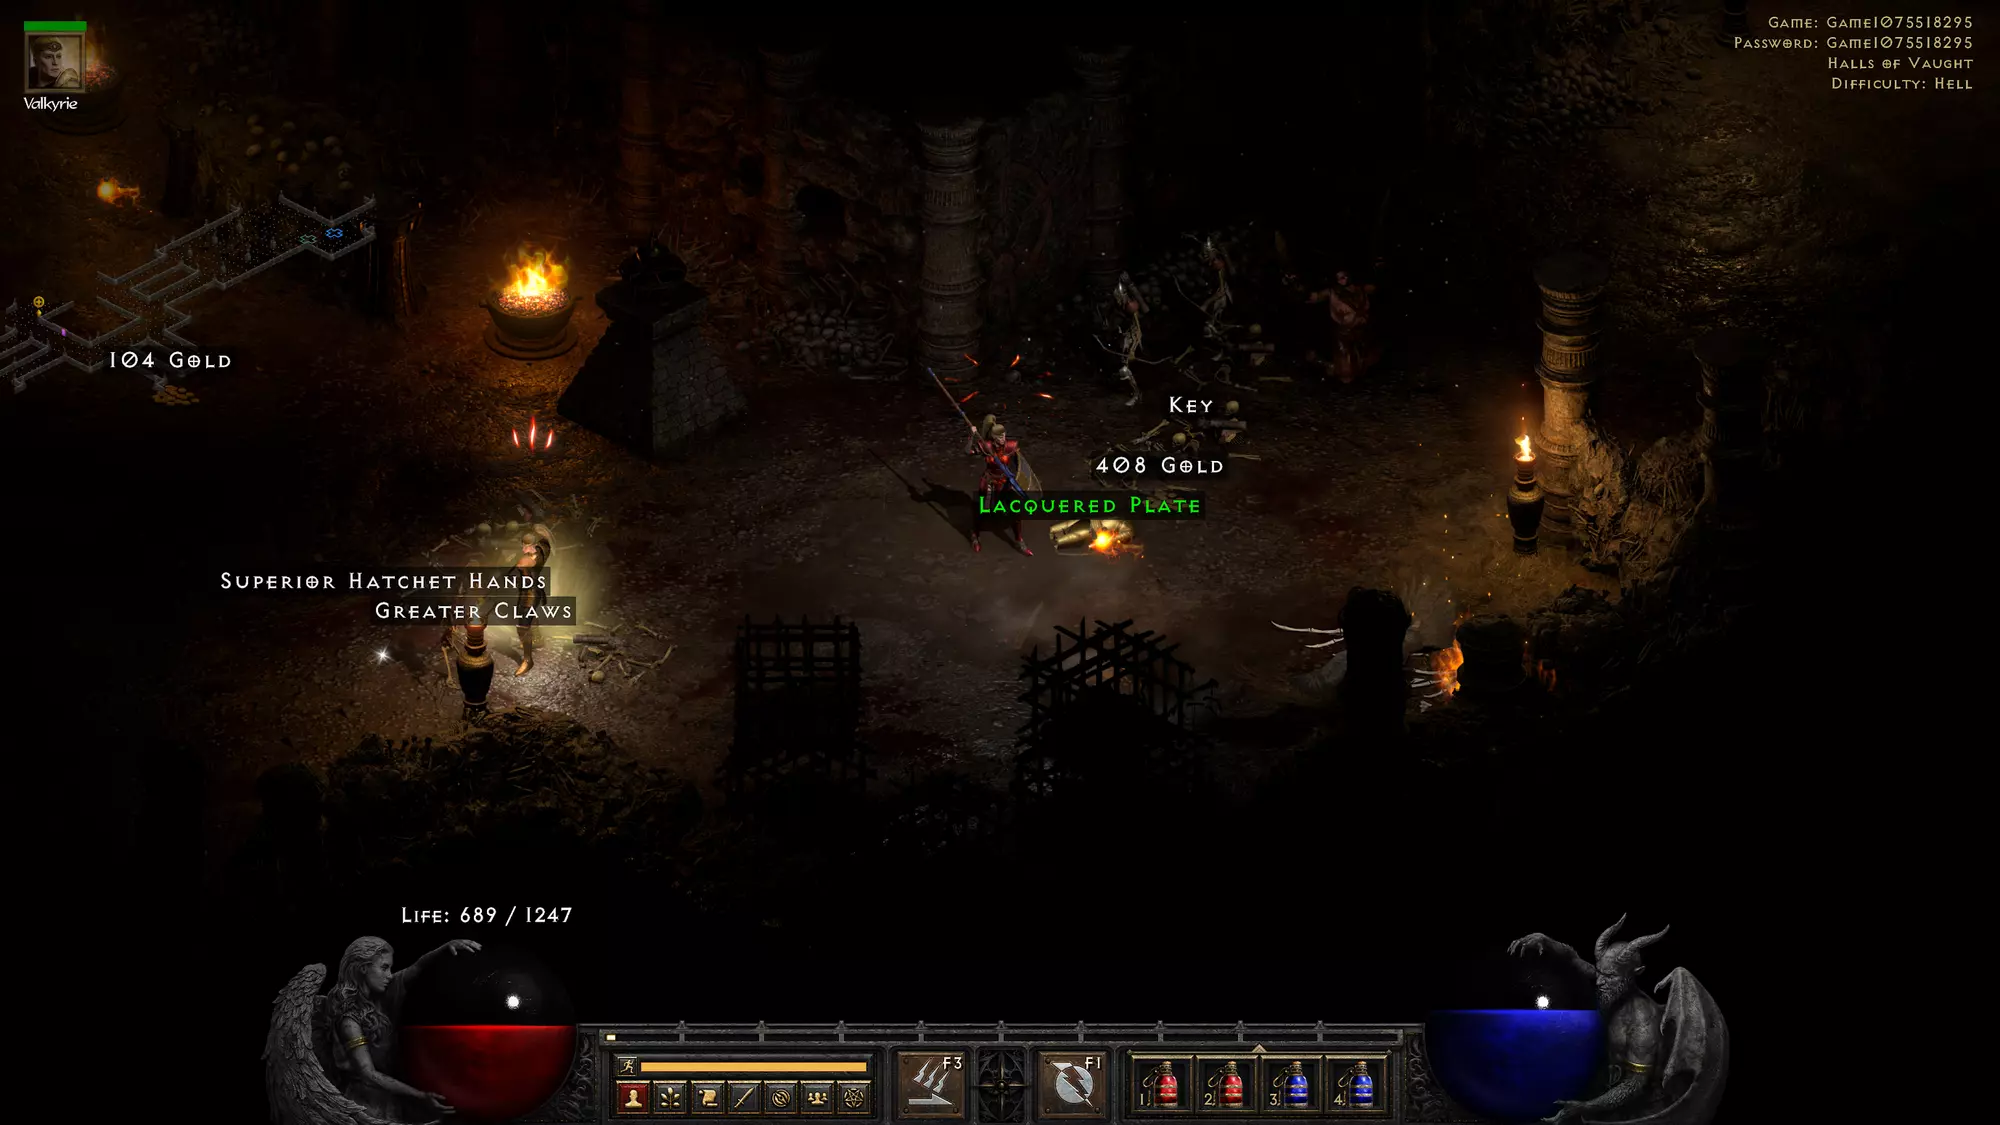 Valkyrie
Game: Game1075518295
Password: Game1075518295
Halls of Vaught
Difficulty: Hell
104 Gold
Key
408 Gold
Lacquered Plate
Superior Hatchet Hands
Greater Claws
Life: 689 / 1247
F3
F1
1
2
3
4